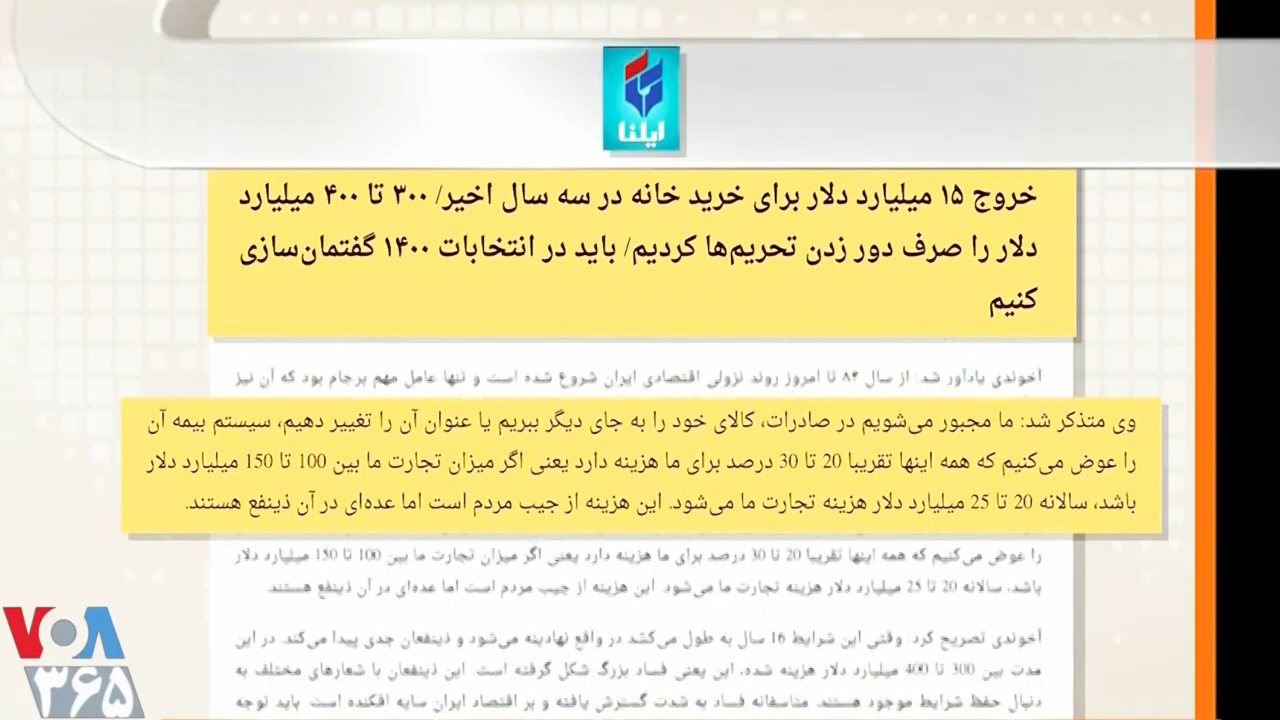 ایلنا
خروج ۱۵ میلیارد دلار برای خرید خانه در سه سال اخیر/ ۳۰۰ تا ۴۰۰ میلیارد
دلار را صرف دور زدن تحریم‌ها کردیم/ باید در انتخابات ۱۴۰۰ گفتمان‌سازی
کنیم
آخوندی یادآور شد: از سال ۸۴ تا امروز روند نزولی اقتصادی ایران شروع شده است و تنها عامل مهم برجام بود که آن نیز
وی متذکر شد: ما مجبور می‌شویم در صادرات، کالای خود را به جای دیگر ببریم یا عنوان آن را تغییر دهیم، سیستم بیمه آن
را عوض می‌کنیم که همه اینها تقریبا 20 تا 30 درصد برای ما هزینه دارد یعنی اگر میزان تجارت ما بین 100 تا 150 میلیارد دلار
باشد، سالانه 20 تا 25 میلیارد دلار هزینه تجارت ما می‌شود. این هزینه از جیب مردم است اما عده‌ای در آن ذینفع هستند.
را عوض می‌کنیم که همه اینها تقریبا 20 تا 30 درصد برای ما هزینه دارد یعنی اگر میزان تجارت ما بین 100 تا 150 میلیارد دلار
باشد، سالانه 20 تا 25 میلیارد دلار هزینه تجارت ما می‌شود. این هزینه از جیب مردم است اما عده‌ای در آن ذینفع هستند.
آخوندی تصریح کرد: وقتی این شرایط 16 سال به طول می‌کشد در واقع نهادینه می‌شود و ذینفعان جدی پیدا می‌کند. در این
مدت بین 300 تا 400 میلیارد دلار هزینه شده، این یعنی فساد بزرگ شکل گرفته است. این ذینفعان با شعارهای مختلف به
دنبال حفظ شرایط موجود هستند. متاسفانه فساد به شدت گسترش یافته و بر اقتصاد ایران سایه افکنده است. باید توجه
VOA
۳۶۵